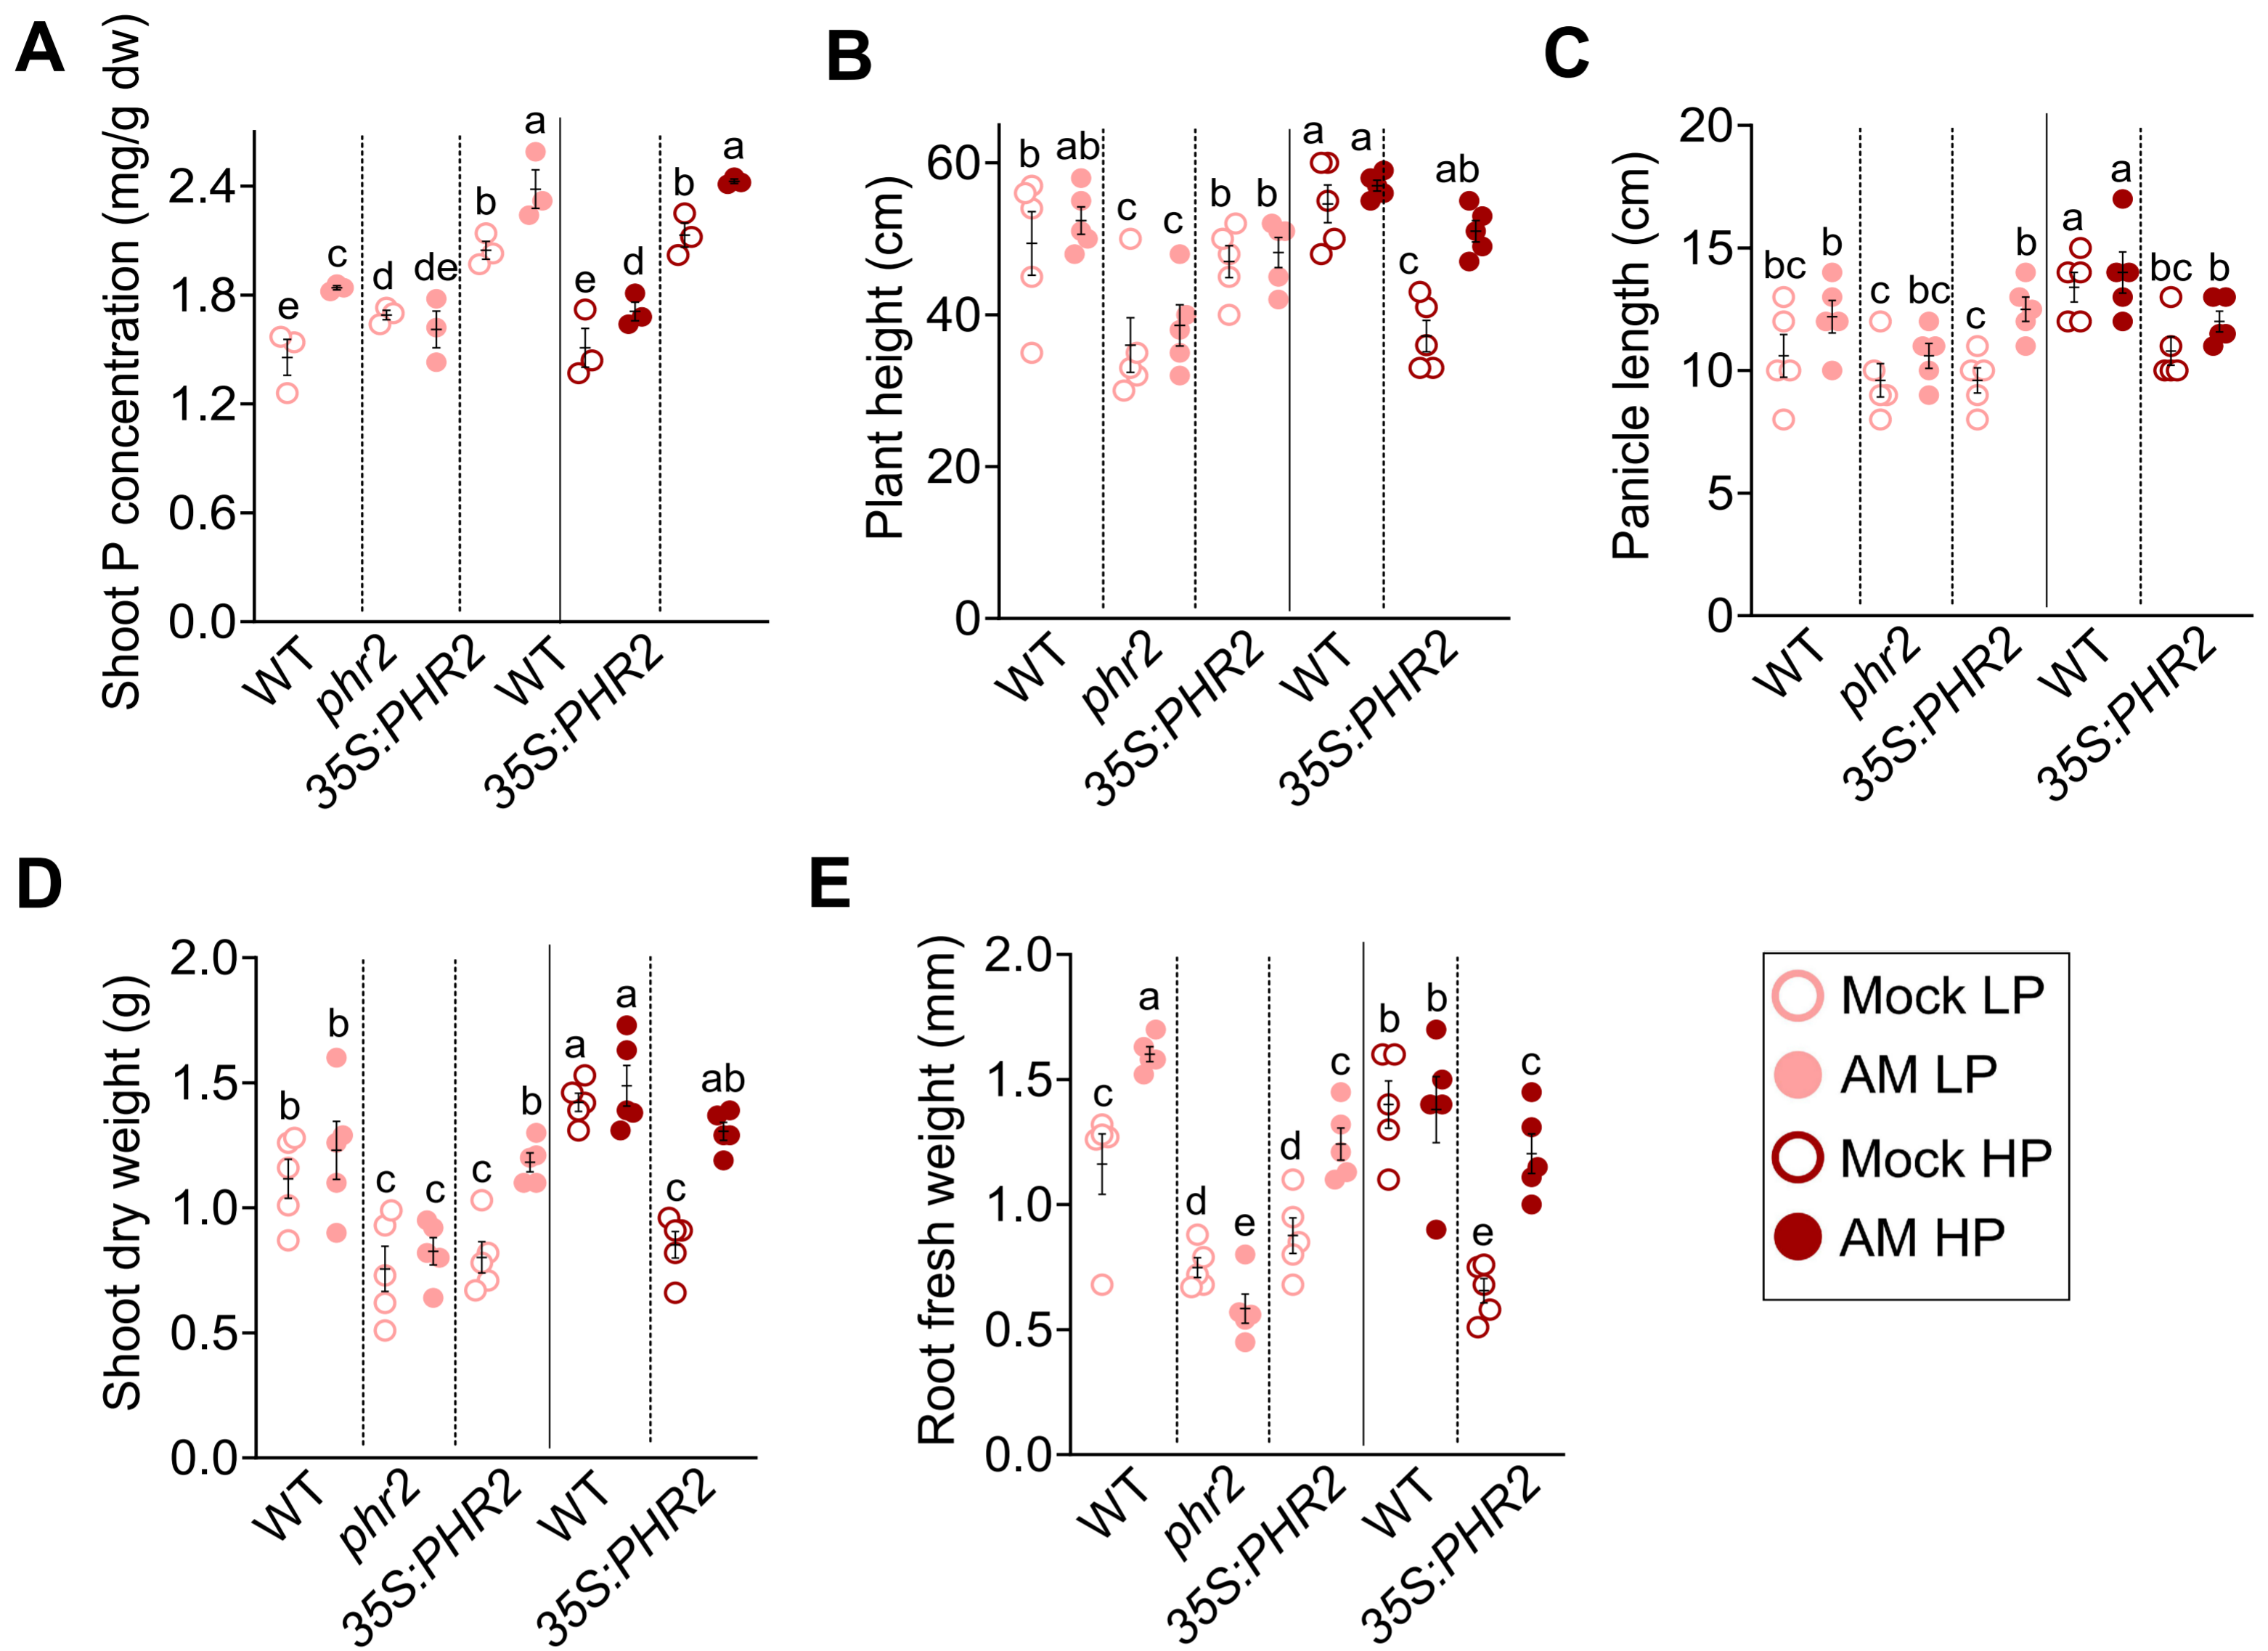 A
Shoot P concentration (mg/g dw)
2.4
1.8
1.2
0.6
0.0
e
c
d
de
b
a
e
d
b
a
WT
phr2
35S:PHR2
WT
35S:PHR2
B
Plant height (cm)
60
40
20
0
b
ab
c
c
b
b
a
a
c
ab
WT
phr2
35S:PHR2
WT
35S:PHR2
C
Panicle length (cm)
20
15
10
5
0
bc
b
c
bc
c
b
a
a
bc
b
WT
phr2
35S:PHR2
WT
35S:PHR2
D
Shoot dry weight (g)
2.0
1.5
1.0
0.5
0.0
b
b
c
c
c
b
a
a
c
ab
WT
phr2
35S:PHR2
WT
35S:PHR2
E
Root fresh weight (mm)
2.0
1.5
1.0
0.5
0.0
c
a
d
e
d
c
b
b
e
c
WT
phr2
35S:PHR2
WT
35S:PHR2
Mock LP
AM LP
Mock HP
AM HP